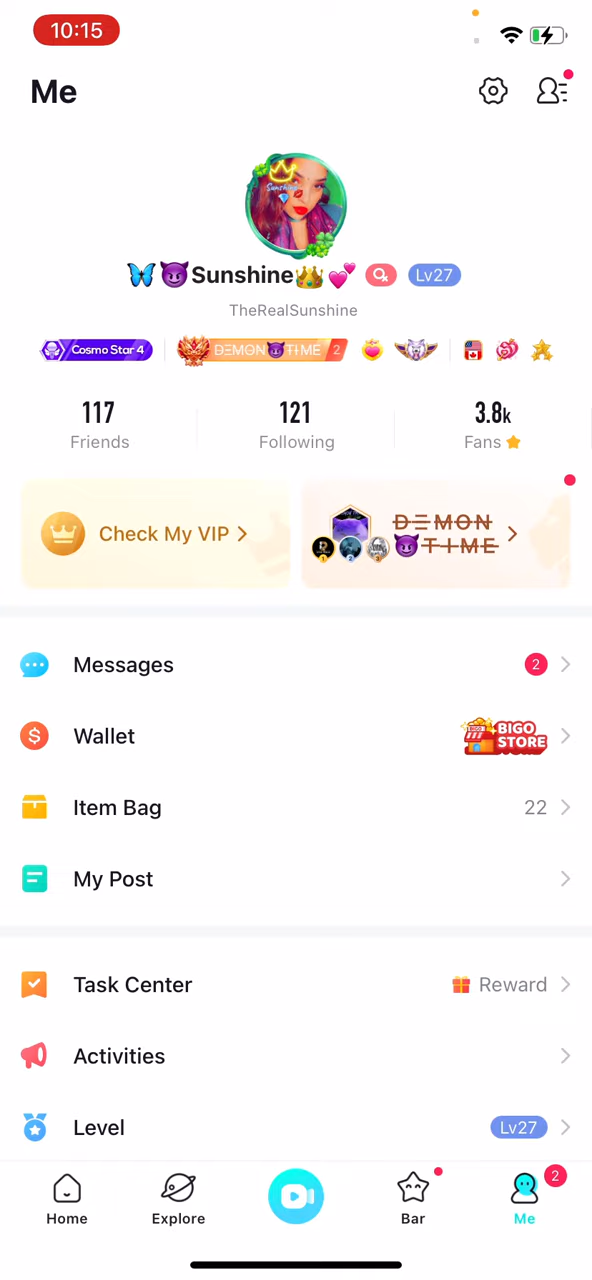 10:15
Me
Sunshine
🦋😈Sunshine👑💕 Lv27
TheRealSunshine
Cosmo Star 4 DEMON😈TIME 2
117 121 3.8k
Friends Following Fans
Check My VIP
DΞMON
😈TIME
Messages 2
Wallet BIGO STORE
Item Bag 22
My Post
Task Center Reward
Activities
Level Lv27
Home Explore Bar Me 2